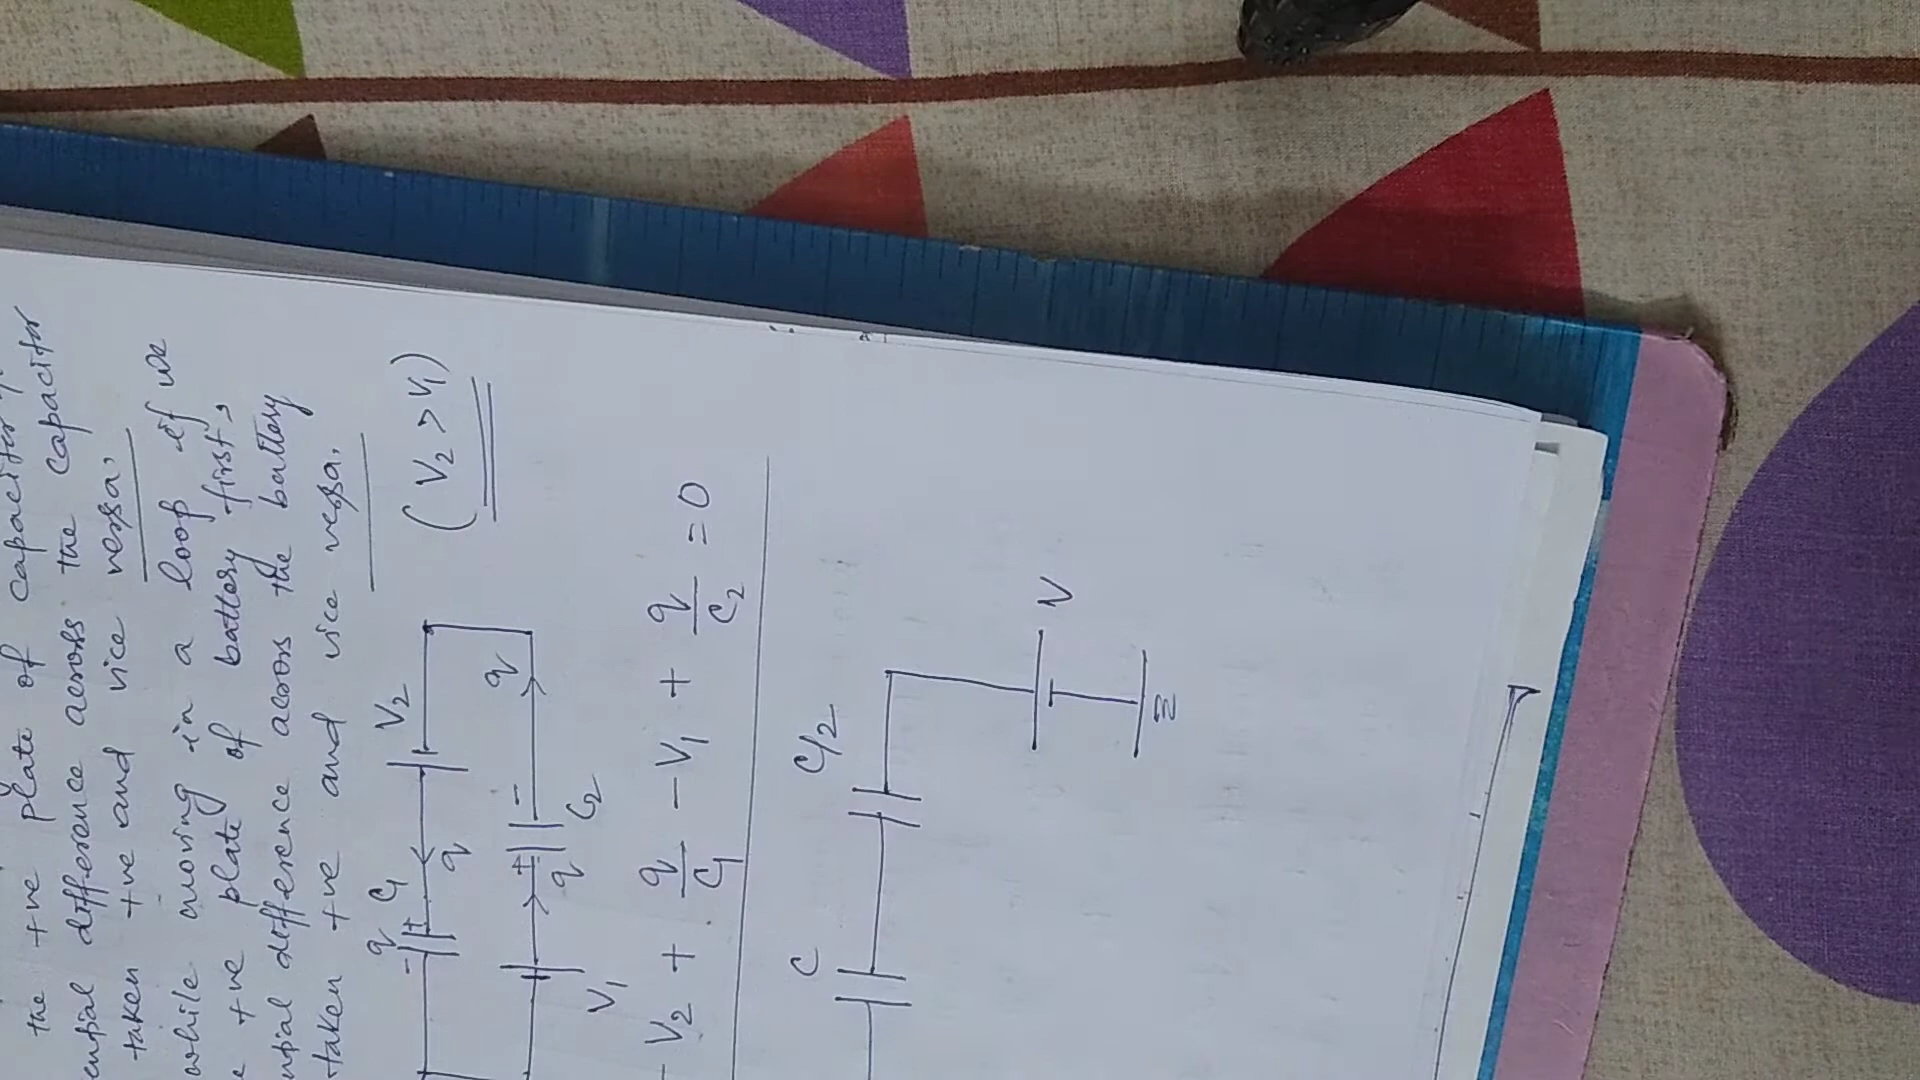 the +ve plate of capacitor
ential difference across the capacitor
taken +ve and vice versa.
while moving in a loop if we
e +ve plate of battery first,
ential difference across the battery
taken +ve and vice versa.
q C1 V2 (V2 > V1)
- + q
q
+ -
q C2
V1
- V2 + q/C1 - V1 + q/C2 = 0
C C/2
V